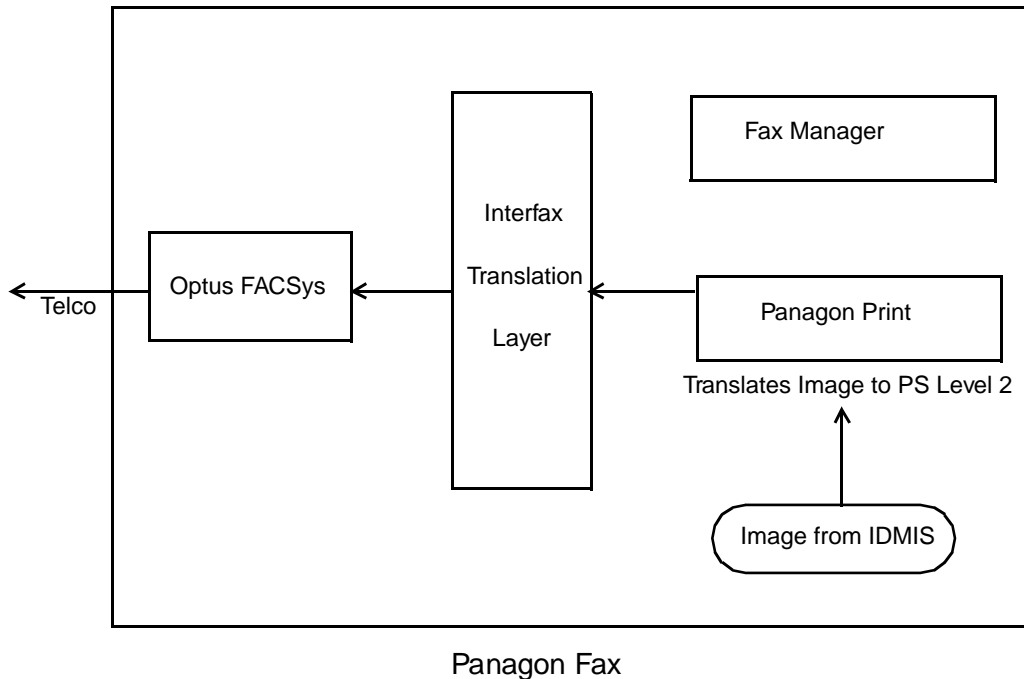 Fax Manager
Interfax
Translation
Layer
Optus FACSys
Telco
Panagon Print
Translates Image to PS Level 2
Image from IDMIS
Panagon Fax